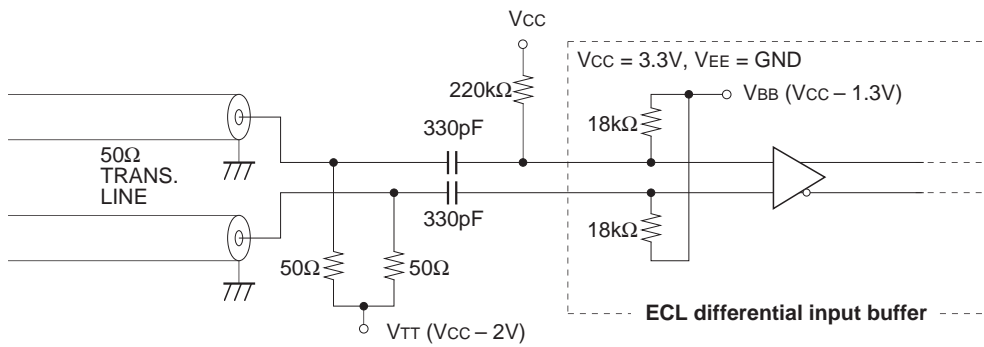 VCC
VCC = 3.3V, VEE = GND
220kΩ
VBB (VCC – 1.3V)
18kΩ
330pF
50Ω
TRANS.
LINE
330pF
18kΩ
50Ω
50Ω
VTT (VCC – 2V)
ECL differential input buffer